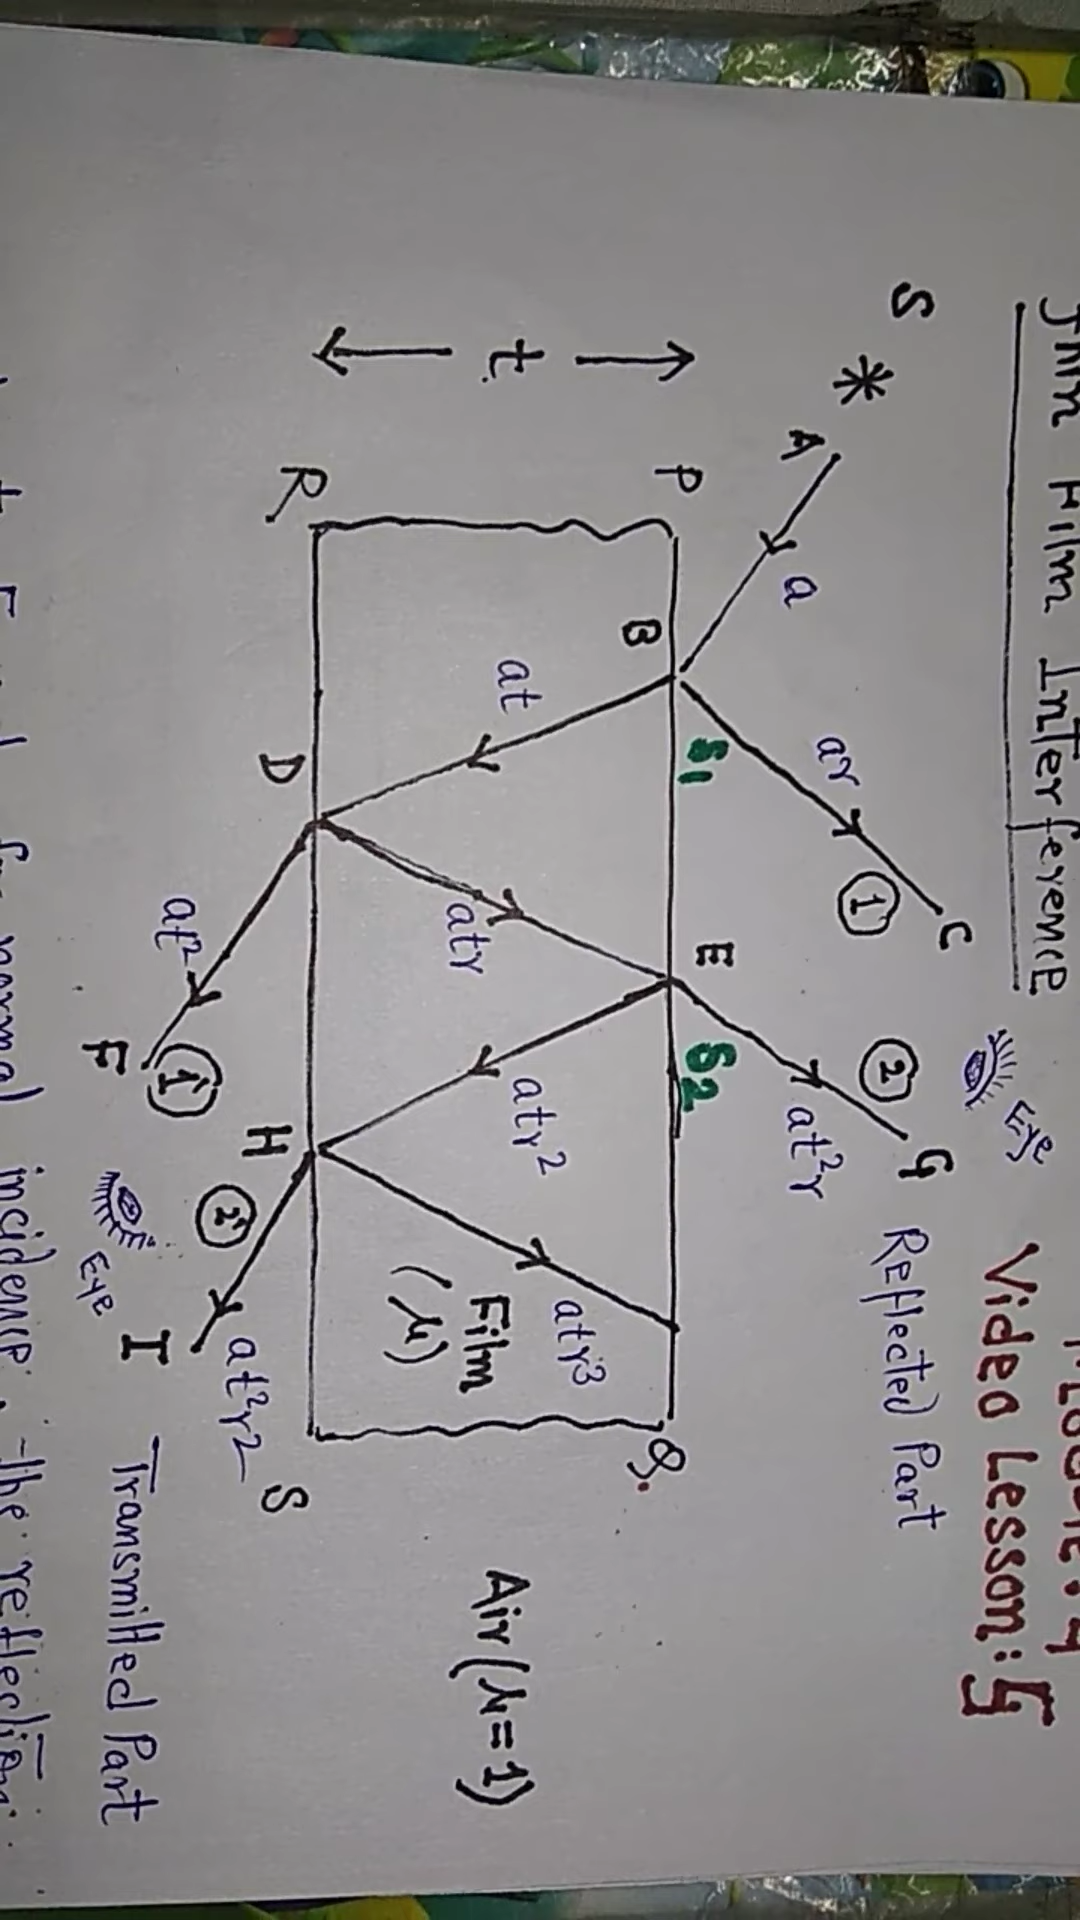 Video Lesson: 5
Film Interference
S
A
a
ar
1
C
Eye
2
G
at²r
Reflected Part
P
B
S1
E
S2
Q.
t.
at
atr
atr²
atr³
Film
(μ)
Air (μ=1)
R
D
H
S
at²
F
1
2
I
at²r²
Eye
Transmitted Part
normal incidence, the reflection